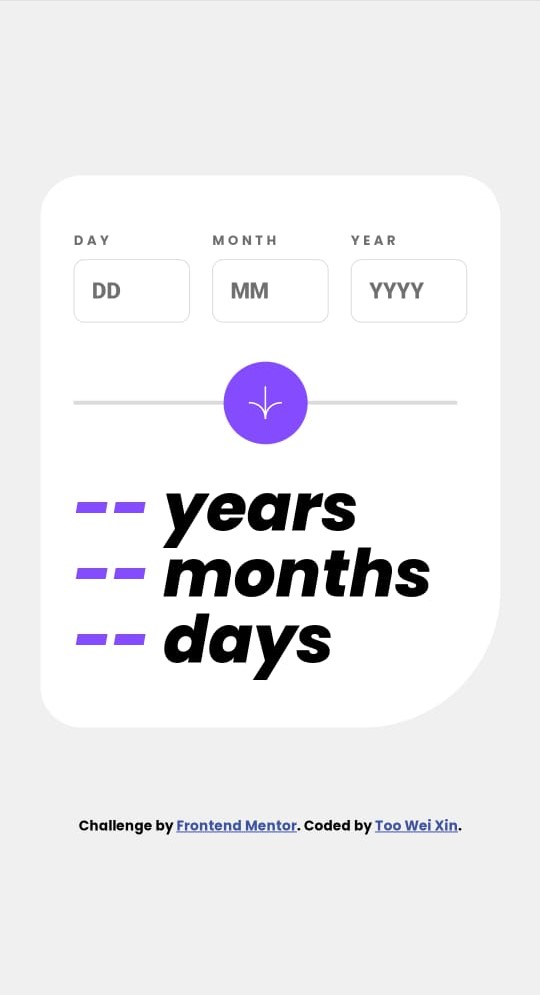 DAY MONTH YEAR
DD MM YYYY
-- years
-- months
-- days
Challenge by Frontend Mentor. Coded by Too Wei Xin.